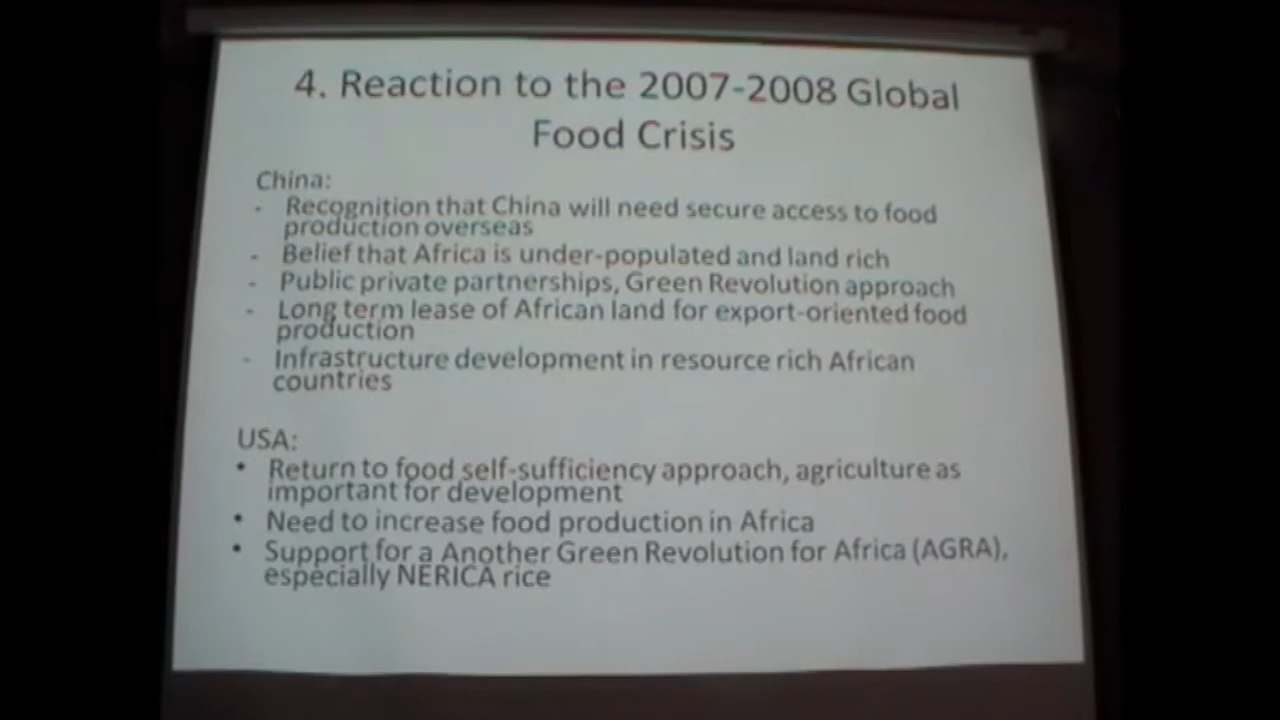 4. Reaction to the 2007-2008 Global
Food Crisis
China:
- Recognition that China will need secure access to food
production overseas
- Belief that Africa is under-populated and land rich
- Public private partnerships, Green Revolution approach
- Long term lease of African land for export-oriented food
production
- Infrastructure development in resource rich African
countries
USA:
• Return to food self-sufficiency approach, agriculture as
important for development
• Need to increase food production in Africa
• Support for a Another Green Revolution for Africa (AGRA),
especially NERICA rice